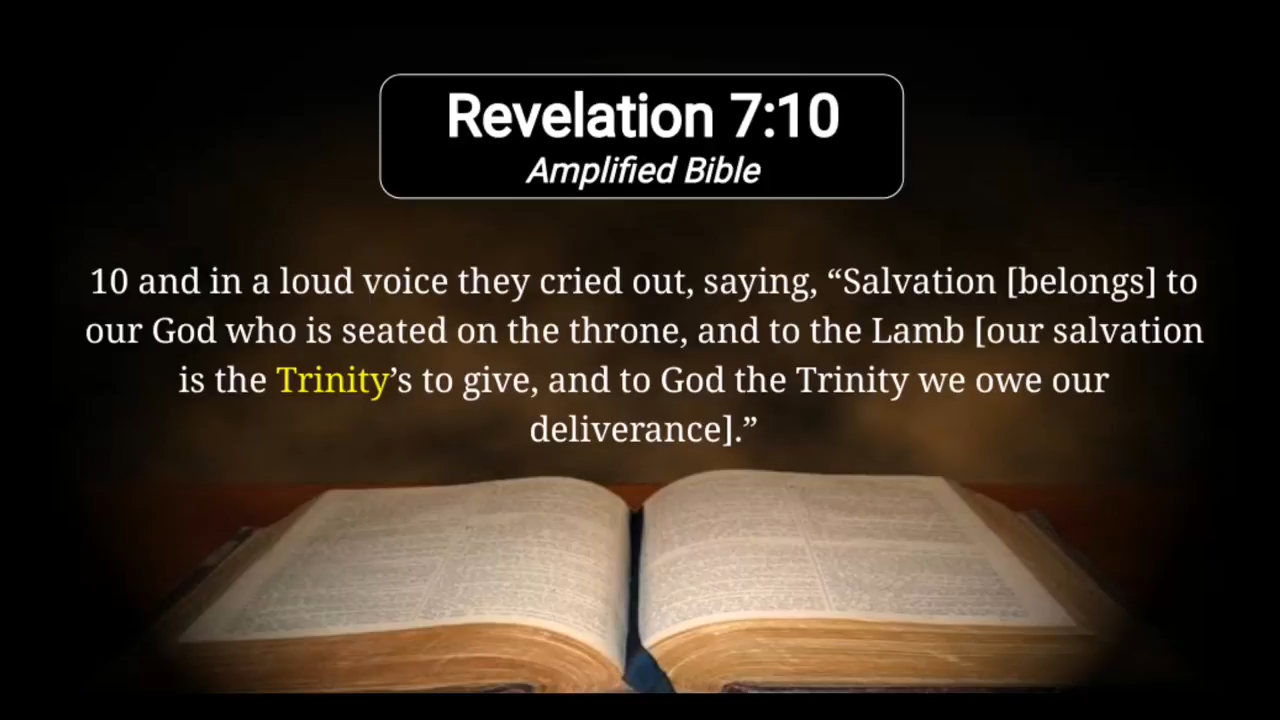 Revelation 7:10
Amplified Bible
10 and in a loud voice they cried out, saying, “Salvation [belongs] to
our God who is seated on the throne, and to the Lamb [our salvation
is the Trinity’s to give, and to God the Trinity we owe our
deliverance].”